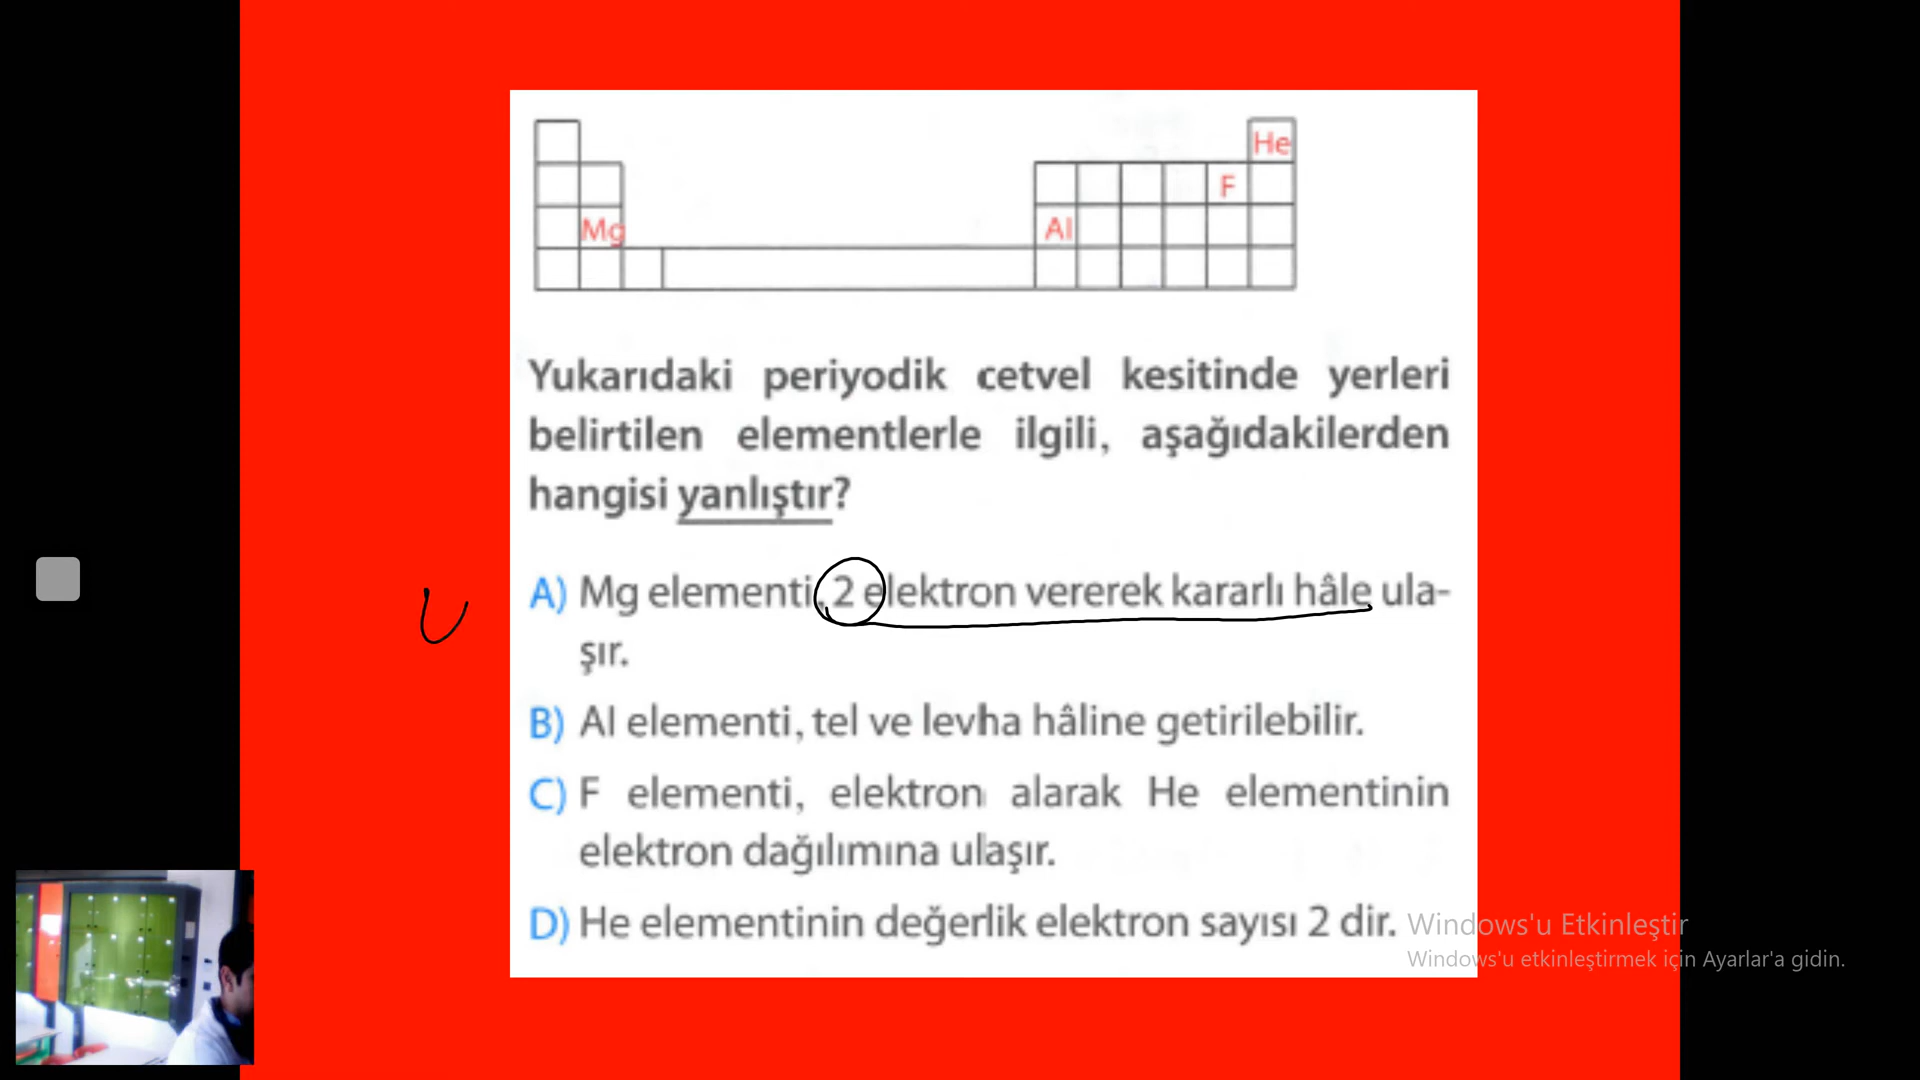 He
F
Mg
Al
Yukarıdaki periyodik cetvel kesitinde yerleri
belirtilen elementlerle ilgili, aşağıdakilerden
hangisi yanlıştır?
A) Mg elementi, 2 elektron vererek kararlı hâle ula-
şır.
B) Al elementi, tel ve levha hâline getirilebilir.
C) F elementi, elektron alarak He elementinin
elektron dağılımına ulaşır.
D) He elementinin değerlik elektron sayısı 2 dir.
Windows'u Etkinleştir
Windows'u etkinleştirmek için Ayarlar'a gidin.